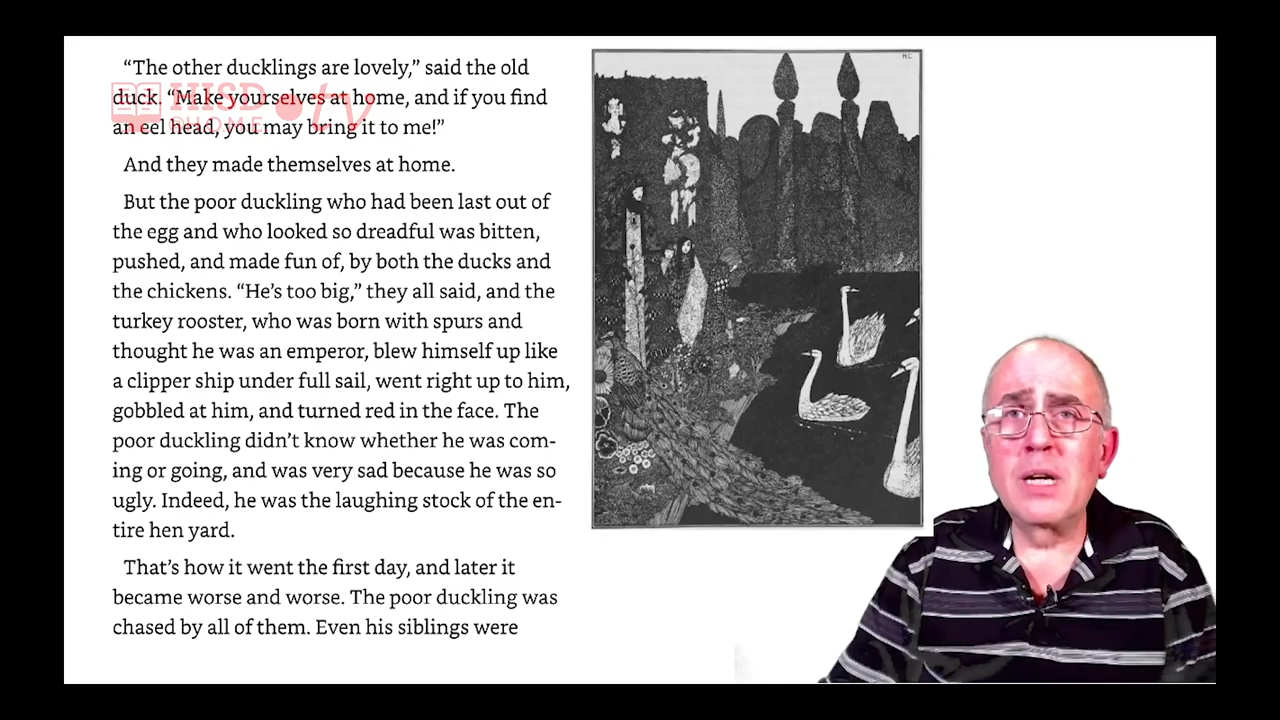 “The other ducklings are lovely,” said the old
duck. “Make yourselves at home, and if you find
an eel head, you may bring it to me!”
And they made themselves at home.
But the poor duckling who had been last out of
the egg and who looked so dreadful was bitten,
pushed, and made fun of, by both the ducks and
the chickens. “He’s too big,” they all said, and the
turkey rooster, who was born with spurs and
thought he was an emperor, blew himself up like
a clipper ship under full sail, went right up to him,
gobbled at him, and turned red in the face. The
poor duckling didn’t know whether he was com-
ing or going, and was very sad because he was so
ugly. Indeed, he was the laughing stock of the en-
tire hen yard.
That’s how it went the first day, and later it
became worse and worse. The poor duckling was
chased by all of them. Even his siblings were
HISD
@HOME
.tv
H.C